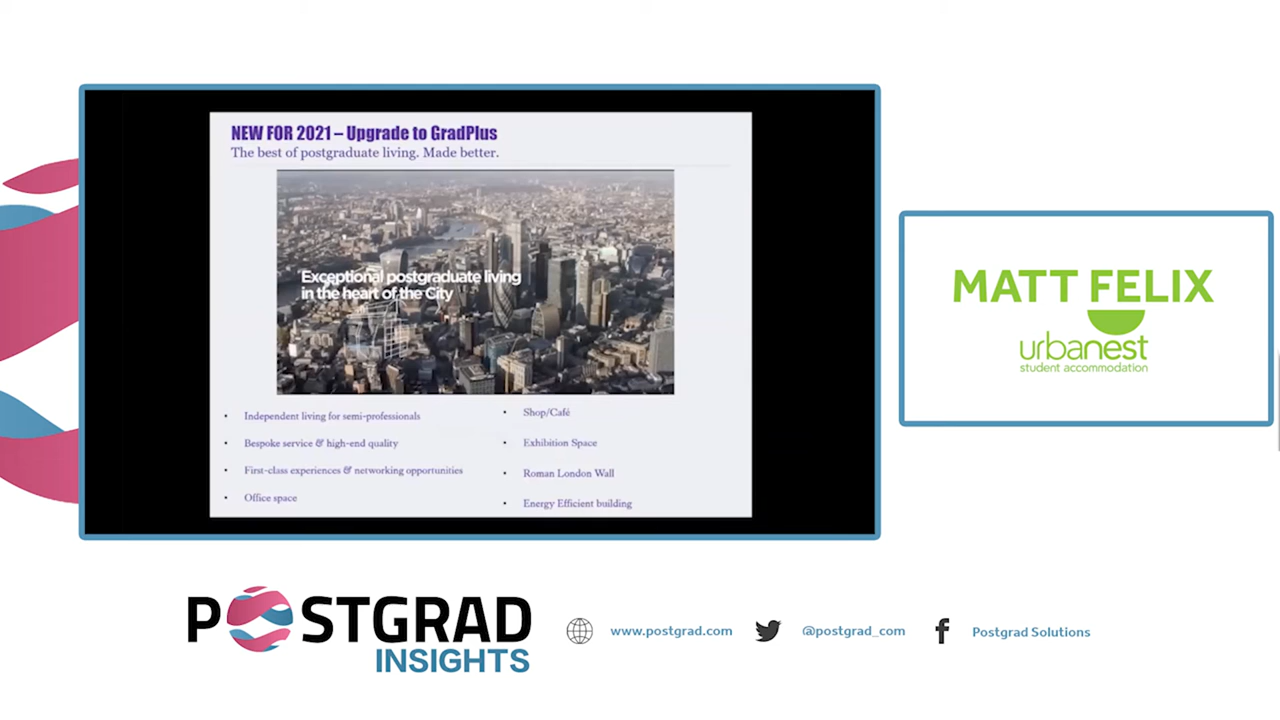 NEW FOR 2021 – Upgrade to GradPlus
The best of postgraduate living. Made better.
Exceptional postgraduate living
in the heart of the City
• Independent living for semi-professionals
• Bespoke service & high-end quality
• First-class experiences & networking opportunities
• Office space
• Shop/Café
• Exhibition Space
• Roman London Wall
• Energy Efficient building
MATT FELIX
urbanest
student accommodation
POSTGRAD
INSIGHTS
www.postgrad.com
@postgrad_com
Postgrad Solutions